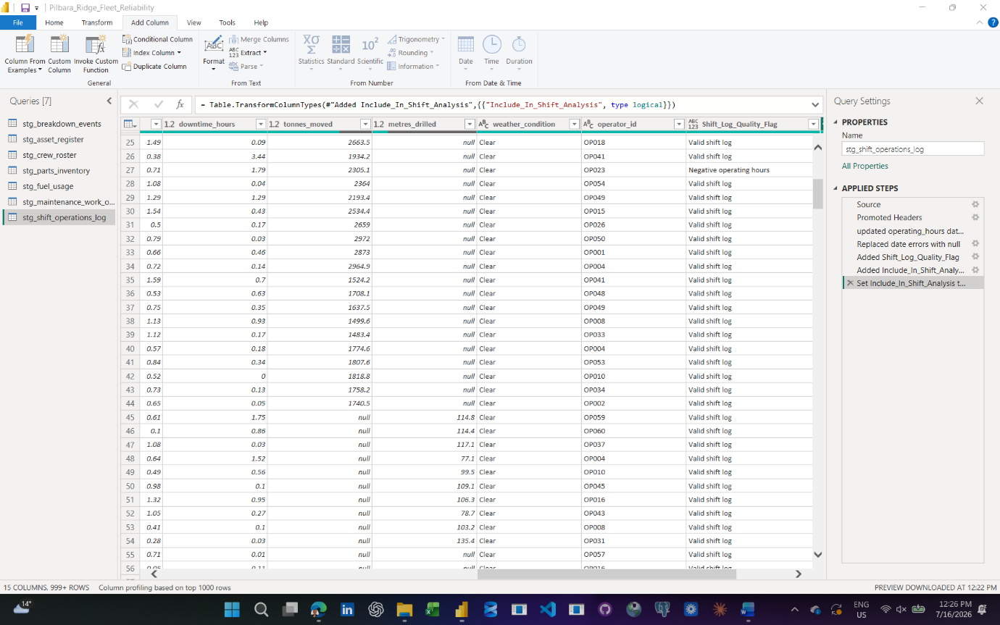 Pilbara_Ridge_Fleet_Reliability
File Home Transform Add Column View Tools Help
Column From Examples
Custom Column
Invoke Custom Function
Conditional Column
Index Column
Duplicate Column
General
Format
Merge Columns
Extract
Parse
From Text
Statistics
Standard
Scientific
Trigonometry
Rounding
Information
From Number
Date
Time
Duration
From Date & Time
Queries [7]
stg_breakdown_events
stg_asset_register
stg_crew_roster
stg_parts_inventory
stg_fuel_usage
stg_maintenance_work_o...
stg_shift_operations_log
fx = Table.TransformColumnTypes(#"Added Include_In_Shift_Analysis",{{"Include_In_Shift_Analysis", type logical}})
1.2 downtime_hours 1.2 tonnes_moved 1.2 metres_drilled ABC weather_condition ABC operator_id ABC 123 Shift_Log_Quality_Flag
25 1.49 0.09 2663.5 null Clear OP018 Valid shift log
26 0.38 3.44 1934.2 null Clear OP041 Valid shift log
27 0.71 1.79 2305.1 null Clear OP023 Negative operating hours
28 1.08 0.04 2364 null Clear OP054 Valid shift log
29 1.29 1.29 2193.4 null Clear OP049 Valid shift log
30 1.54 0.43 2534.4 null Clear OP015 Valid shift log
31 0.5 0.17 2659 null Clear OP026 Valid shift log
32 0.79 0.03 2972 null Clear OP050 Valid shift log
33 0.66 0.46 2873 null Clear OP001 Valid shift log
34 0.72 0.14 2964.9 null Clear OP004 Valid shift log
35 1.59 0.7 1524.2 null Clear OP041 Valid shift log
36 0.53 0.63 1708.1 null Clear OP048 Valid shift log
37 0.75 0.35 1637.5 null Clear OP049 Valid shift log
38 1.13 0.93 1499.6 null Clear OP008 Valid shift log
39 1.12 0.17 1483.4 null Clear OP033 Valid shift log
40 0.57 0.18 1774.6 null Clear OP004 Valid shift log
41 0.84 0.34 1807.6 null Clear OP053 Valid shift log
42 0.52 0 1818.8 null Clear OP010 Valid shift log
43 0.73 0.13 1758.2 null Clear OP034 Valid shift log
44 0.65 0.05 1740.5 null Clear OP002 Valid shift log
45 0.61 1.75 null 114.8 Clear OP059 Valid shift log
46 0.1 0.86 null 114.4 Clear OP060 Valid shift log
47 1.08 0.03 null 117.1 Clear OP037 Valid shift log
48 0.64 1.52 null 77.1 Clear OP004 Valid shift log
49 0.49 0.56 null 99.5 Clear OP010 Valid shift log
50 0.98 0.1 null 109.1 Clear OP045 Valid shift log
51 1.32 0.95 null 106.3 Clear OP016 Valid shift log
52 1.05 0.27 null 78.7 Clear OP043 Valid shift log
53 0.41 0.1 null 103.2 Clear OP008 Valid shift log
54 0.28 0.03 null 135.4 Clear OP031 Valid shift log
55 0.71 0.01 null Clear OP057 Valid shift log
56 0.05 0.11 null null Clear OP016 Valid shift log
Query Settings
PROPERTIES
Name
stg_shift_operations_log
All Properties
APPLIED STEPS
Source
Promoted Headers
updated operating_hours dat...
Replaced date errors with null
Added Shift_Log_Quality_Flag
Added Include_In_Shift_Analy...
Set Include_In_Shift_Analysis t...
15 COLUMNS, 999+ ROWS Column profiling based on top 1000 rows
PREVIEW DOWNLOADED AT 12:22 PM
14°
ENG
US
12:26 PM
7/16/2026